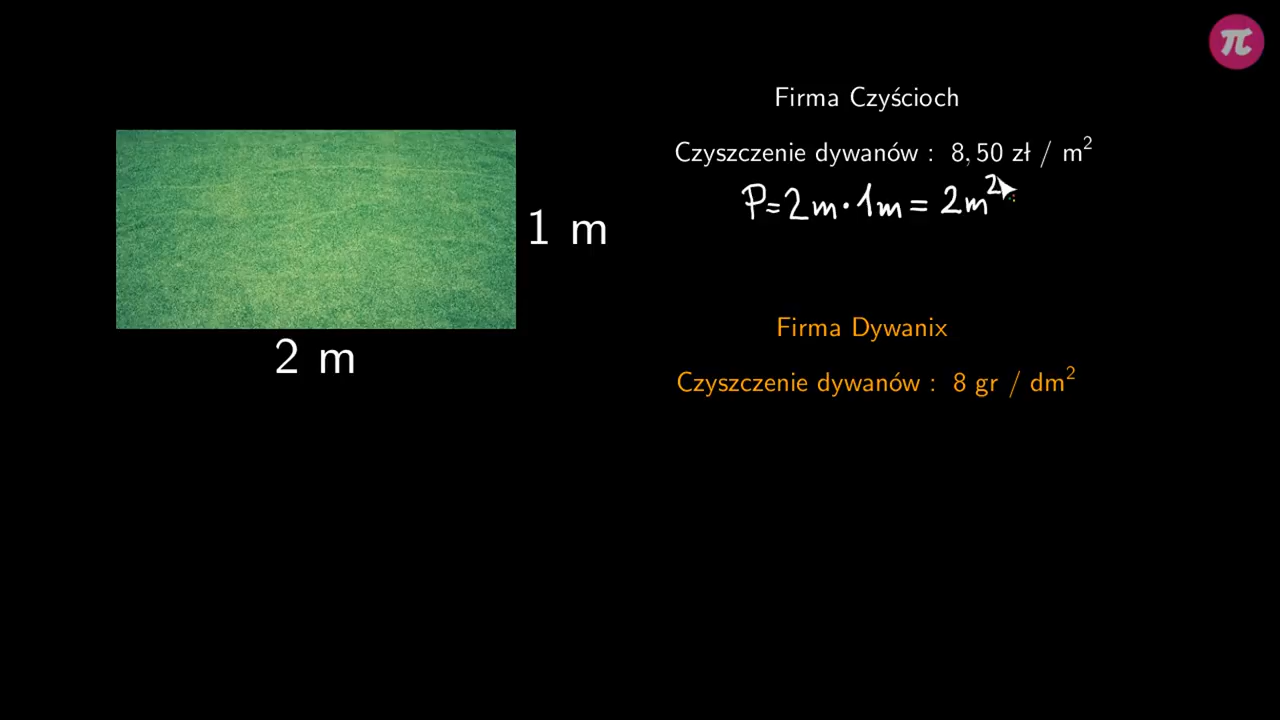 π
Firma Czyścioch
Czyszczenie dywanów : 8,50 zł / m²
P=2m·1m=2m²
1 m
2 m
Firma Dywanix
Czyszczenie dywanów : 8 gr / dm²